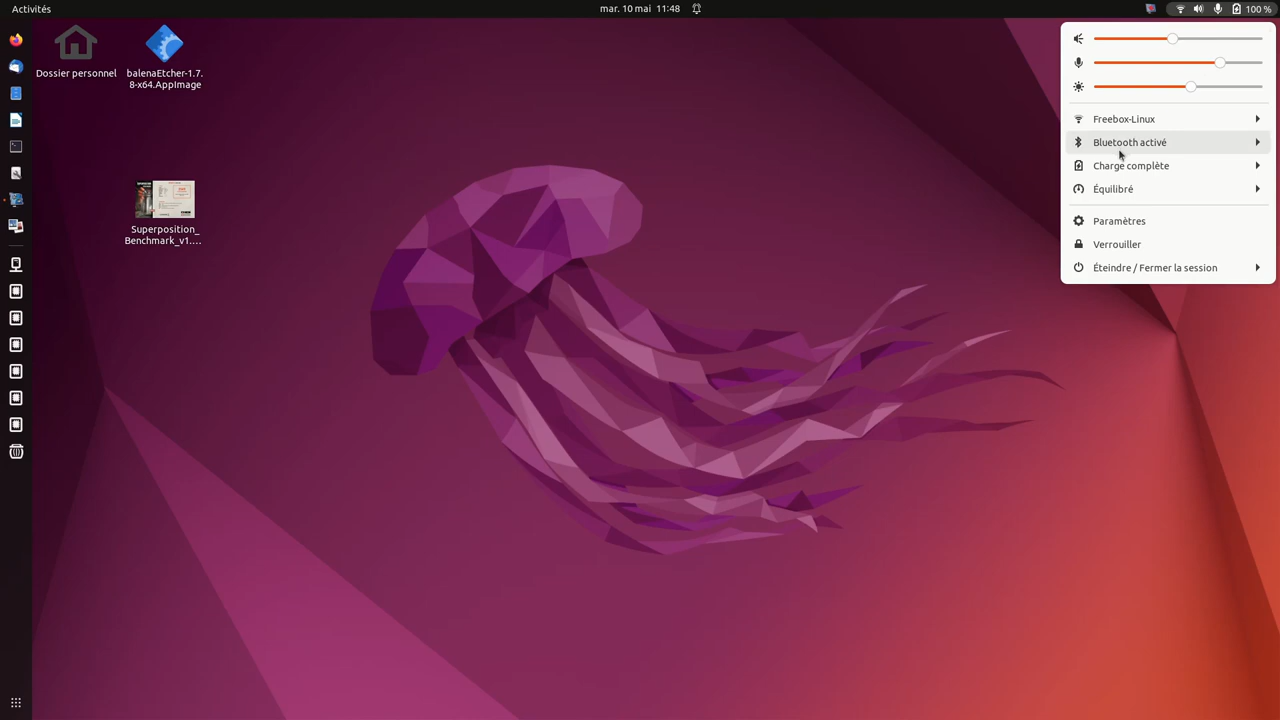 Activités
mar. 10 mai 11:48
100 %
Dossier personnel
balenaEtcher-1.7.
8-x64.AppImage
Superposition_
Benchmark_v1.…
Freebox-Linux
Bluetooth activé
Charge complète
Équilibré
Paramètres
Verrouiller
Éteindre / Fermer la session